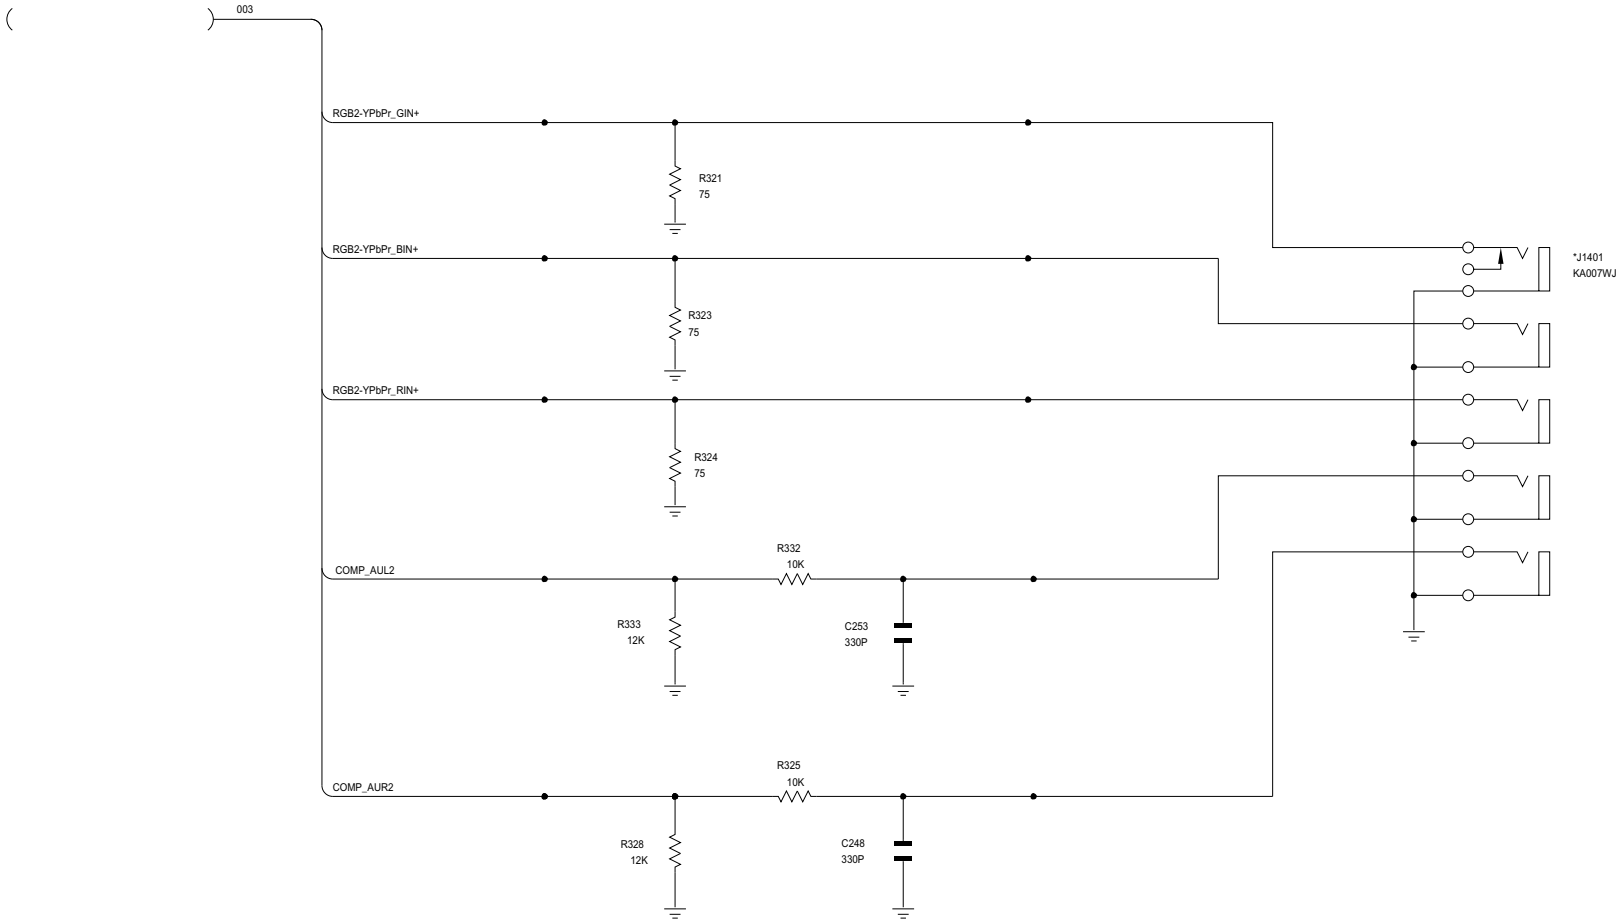 003
RGB2-YPbPr_GIN+
R321
75
RGB2-YPbPr_BIN+
*J1401
KA007WJ
R323
75
RGB2-YPbPr_RIN+
R324
75
R332
10K
COMP_AUL2
R333
12K
C253
330P
R325
10K
COMP_AUR2
R328
12K
C248
330P